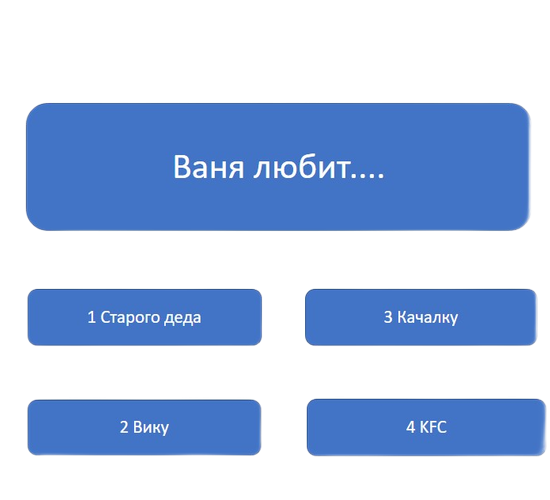 Ваня любит....
1 Старого деда
3 Качалку
2 Вику
4 KFC